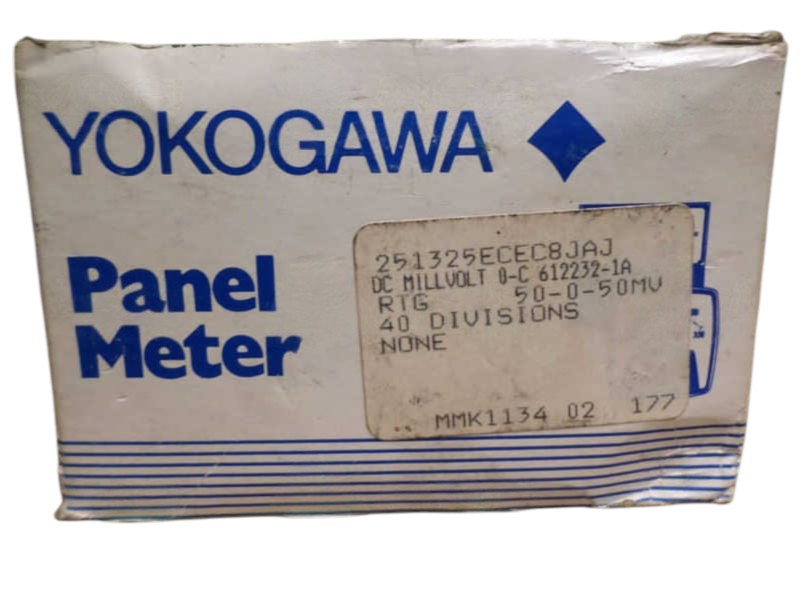 YOKOGAWA
Panel
Meter
251325ECEC8JAJ
DC MILLVOLT 0-C 612232-1A
RTG 50-0-50MV
40 DIVISIONS
NONE
MMK1134 02 177